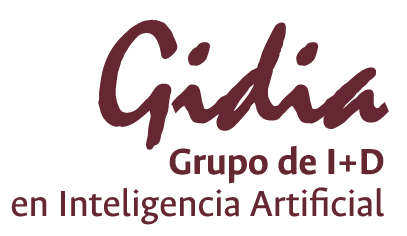 Gidia
Grupo de I+D
en Inteligencia Artificial